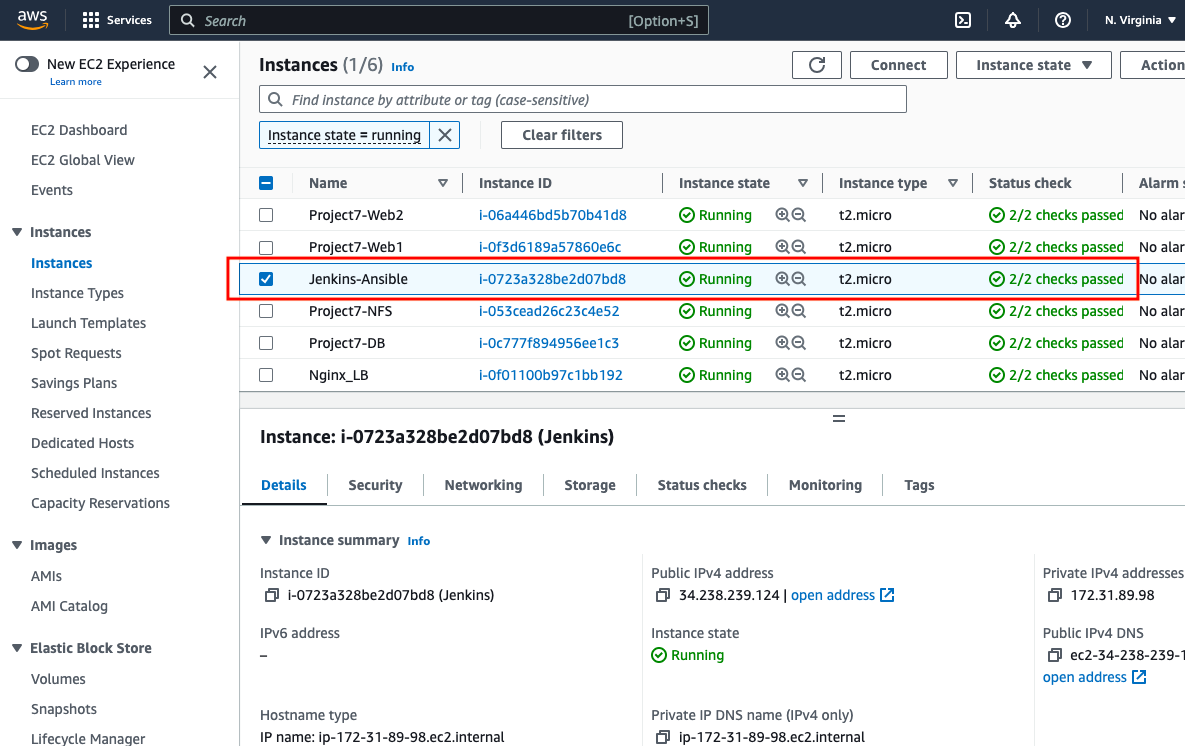 aws Services Search [Option+S] N. Virginia
New EC2 Experience
Learn more
EC2 Dashboard
EC2 Global View
Events
Instances
Instances
Instance Types
Launch Templates
Spot Requests
Savings Plans
Reserved Instances
Dedicated Hosts
Scheduled Instances
Capacity Reservations
Images
AMIs
AMI Catalog
Elastic Block Store
Volumes
Snapshots
Lifecycle Manager
Instances (1/6) Info Connect Instance state Action
Find instance by attribute or tag (case-sensitive)
Instance state = running Clear filters
Name Instance ID Instance state Instance type Status check Alarm s
Project7-Web2 i-06a446bd5b70b41d8 Running t2.micro 2/2 checks passed No alar
Project7-Web1 i-0f3d6189a57860e6c Running t2.micro 2/2 checks passed No alar
Jenkins-Ansible i-0723a328be2d07bd8 Running t2.micro 2/2 checks passed No alar
Project7-NFS i-053cead26c23c4e52 Running t2.micro 2/2 checks passed No alar
Project7-DB i-0c777f894956ee1c3 Running t2.micro 2/2 checks passed No alar
Nginx_LB i-0f01100b97c1bb192 Running t2.micro 2/2 checks passed No alar
Instance: i-0723a328be2d07bd8 (Jenkins)
Details Security Networking Storage Status checks Monitoring Tags
Instance summary Info
Instance ID Public IPv4 address Private IPv4 addresses
i-0723a328be2d07bd8 (Jenkins) 34.238.239.124 | open address 172.31.89.98
IPv6 address Instance state Public IPv4 DNS
– Running ec2-34-238-239-1
open address
Hostname type Private IP DNS name (IPv4 only)
IP name: ip-172-31-89-98.ec2.internal ip-172-31-89-98.ec2.internal